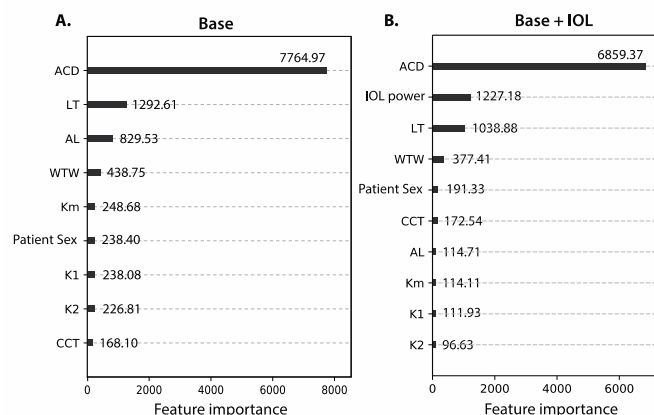 A.
Base
ACD 7764.97
LT 1292.61
AL 829.53
WTW 438.75
Km 248.68
Patient Sex 238.40
K1 238.08
K2 226.81
CCT 168.10
0 2000 4000 6000 8000
Feature importance
B.
Base + IOL
ACD 6859.37
IOL power 1227.18
LT 1038.88
WTW 377.41
Patient Sex 191.33
CCT 172.54
AL 114.71
Km 114.11
K1 111.93
K2 96.63
0 2000 4000 6000
Feature importance